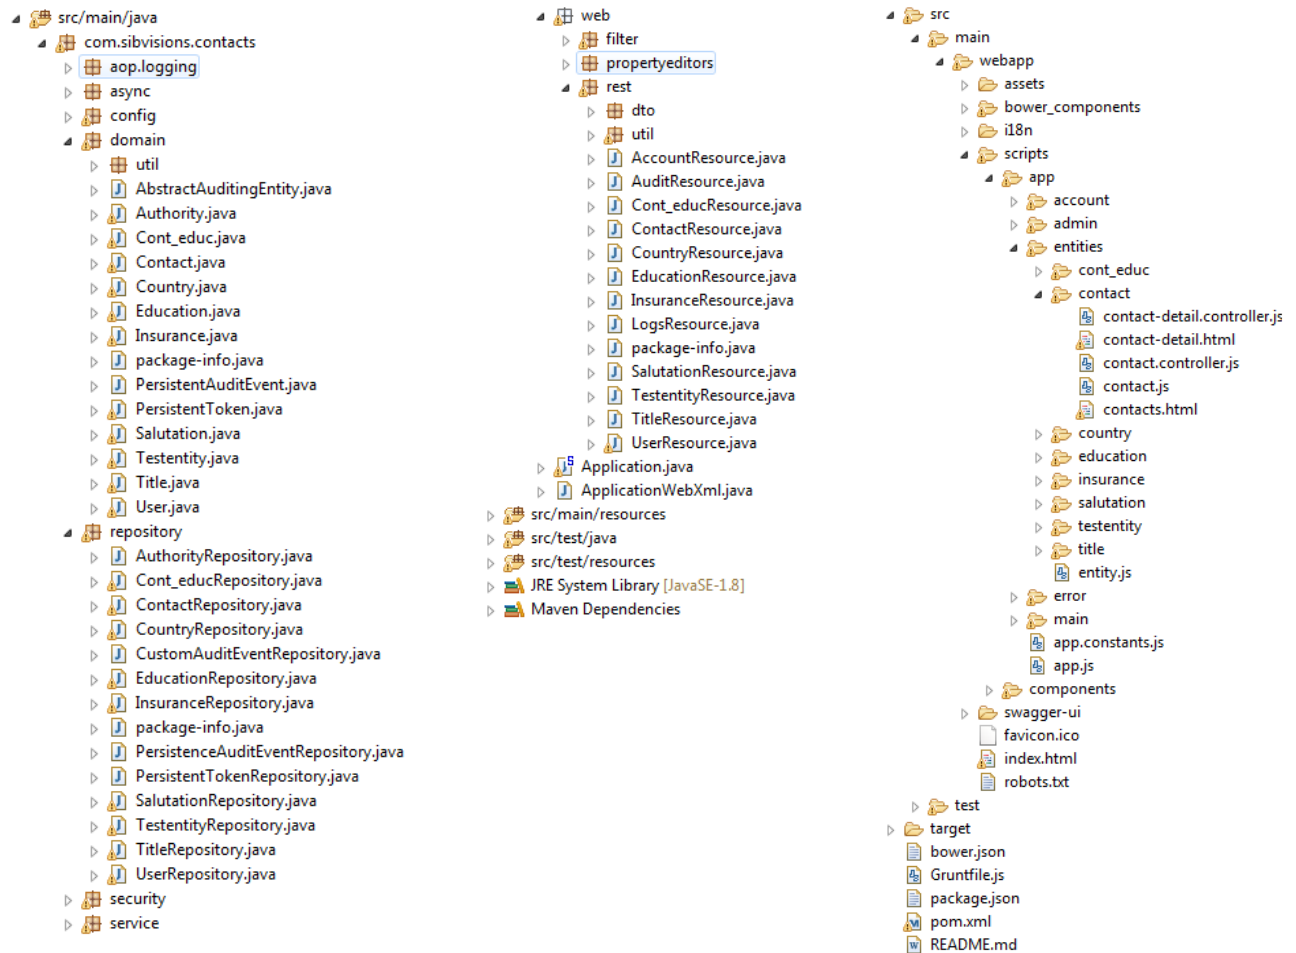 src/main/java
com.sibvisions.contacts
aop.logging
async
config
domain
util
AbstractAuditingEntity.java
Authority.java
Cont_educ.java
Contact.java
Country.java
Education.java
Insurance.java
package-info.java
PersistentAuditEvent.java
PersistentToken.java
Salutation.java
Testentity.java
Title.java
User.java
repository
AuthorityRepository.java
Cont_educRepository.java
ContactRepository.java
CountryRepository.java
CustomAuditEventRepository.java
EducationRepository.java
InsuranceRepository.java
package-info.java
PersistenceAuditEventRepository.java
PersistentTokenRepository.java
SalutationRepository.java
TestentityRepository.java
TitleRepository.java
UserRepository.java
security
service
web
filter
propertyeditors
rest
dto
util
AccountResource.java
AuditResource.java
Cont_educResource.java
ContactResource.java
CountryResource.java
EducationResource.java
InsuranceResource.java
LogsResource.java
package-info.java
SalutationResource.java
TestentityResource.java
TitleResource.java
UserResource.java
Application.java
ApplicationWebXml.java
src/main/resources
src/test/java
src/test/resources
JRE System Library [JavaSE-1.8]
Maven Dependencies
src
main
webapp
assets
bower_components
i18n
scripts
app
account
admin
entities
cont_educ
contact
contact-detail.controller.js
contact-detail.html
contact.controller.js
contact.js
contacts.html
country
education
insurance
salutation
testentity
title
entity.js
error
main
app.constants.js
app.js
components
swagger-ui
favicon.ico
index.html
robots.txt
test
target
bower.json
Gruntfile.js
package.json
pom.xml
README.md